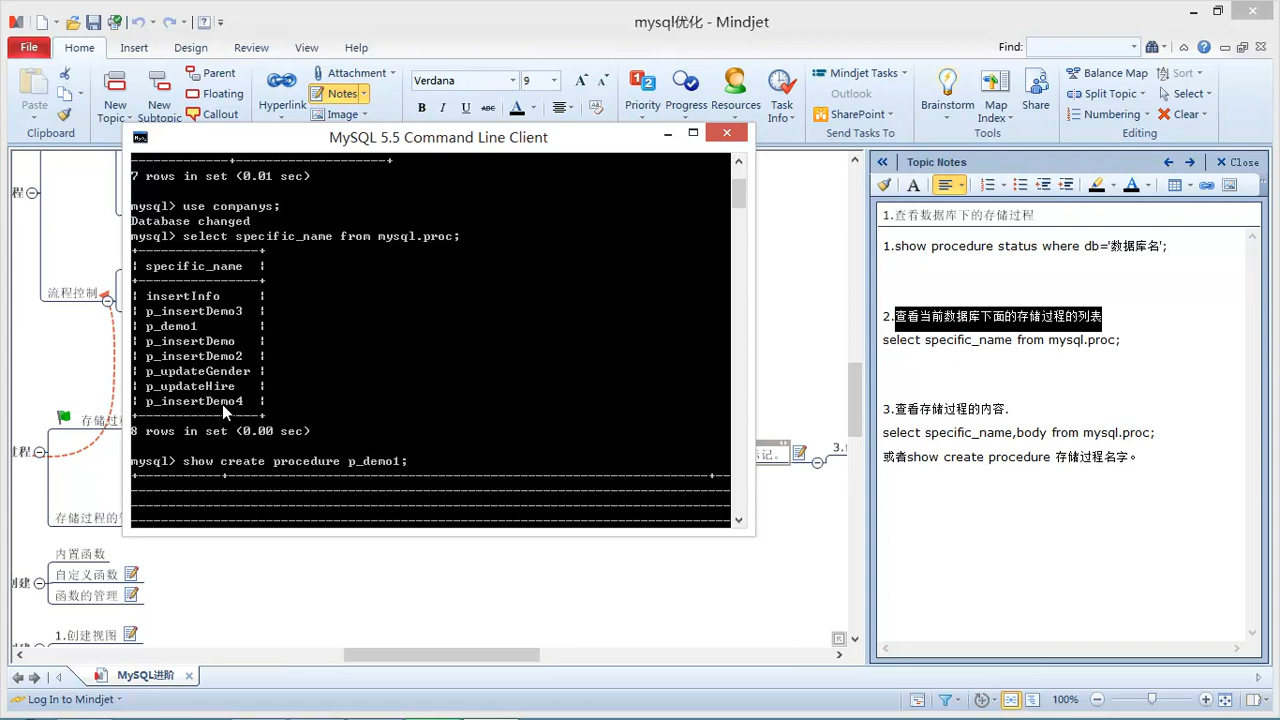 mysql优化 - Mindjet
File
Home
Insert
Design
Review
View
Help
Find:
Paste
Clipboard
New Topic
New Subtopic
Parent
Floating
Callout
Hyperlink
Attachment
Notes
Image
Verdana
9
B I U abc A
Priority
Progress
Resources
Task Info
Mindjet Tasks
Outlook
SharePoint
Send Tasks To
Brainstorm
Map Index
Share
Tools
Balance Map
Split Topic
Numbering
Sort
Select
Clear
Editing
MySQL 5.5 Command Line Client
7 rows in set (0.01 sec)
mysql> use companys;
Database changed
mysql> select specific_name from mysql.proc;
specific_name
insertInfo
p_insertDemo3
p_demo1
p_insertDemo
p_insertDemo2
p_updateGender
p_updateHire
p_insertDemo4
8 rows in set (0.00 sec)
mysql> show create procedure p_demo1;
程
流程控制
存储过
过程
存储过程的管
内置函数
自定义函数
创建
函数的管理
1.创建视图
创建
记。
3.
Topic Notes
Close
1.查看数据库下的存储过程
1.show procedure status where db='数据库名';
2.查看当前数据库下面的存储过程的列表
select specific_name from mysql.proc;
3.查看存储过程的内容.
select specific_name,body from mysql.proc;
或者show create procedure 存储过程名字。
MySQL进阶
Log In to Mindjet
100%